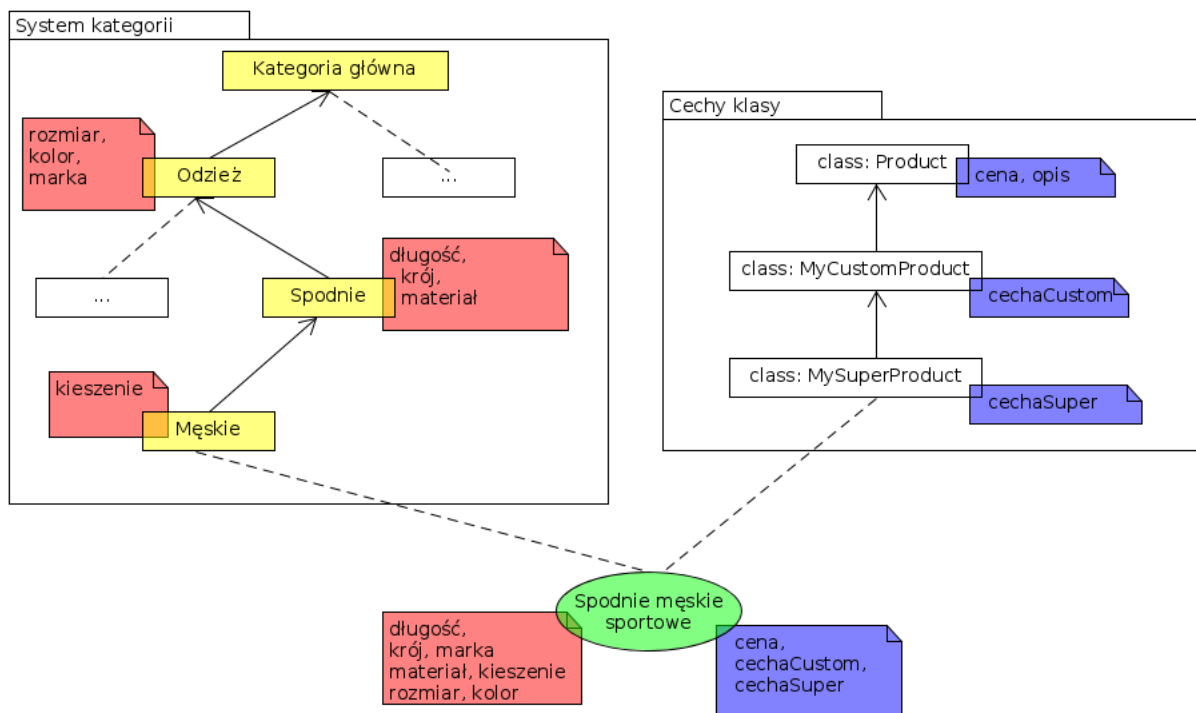 System kategorii
Kategoria główna
rozmiar,
kolor,
marka
Odzież
...
długość,
krój,
materiał
...
Spodnie
kieszenie
Męskie
Cechy klasy
class: Product
cena, opis
class: MyCustomProduct
cechaCustom
class: MySuperProduct
cechaSuper
Spodnie męskie
sportowe
długość,
krój, marka
materiał, kieszenie
rozmiar, kolor
cena,
cechaCustom,
cechaSuper